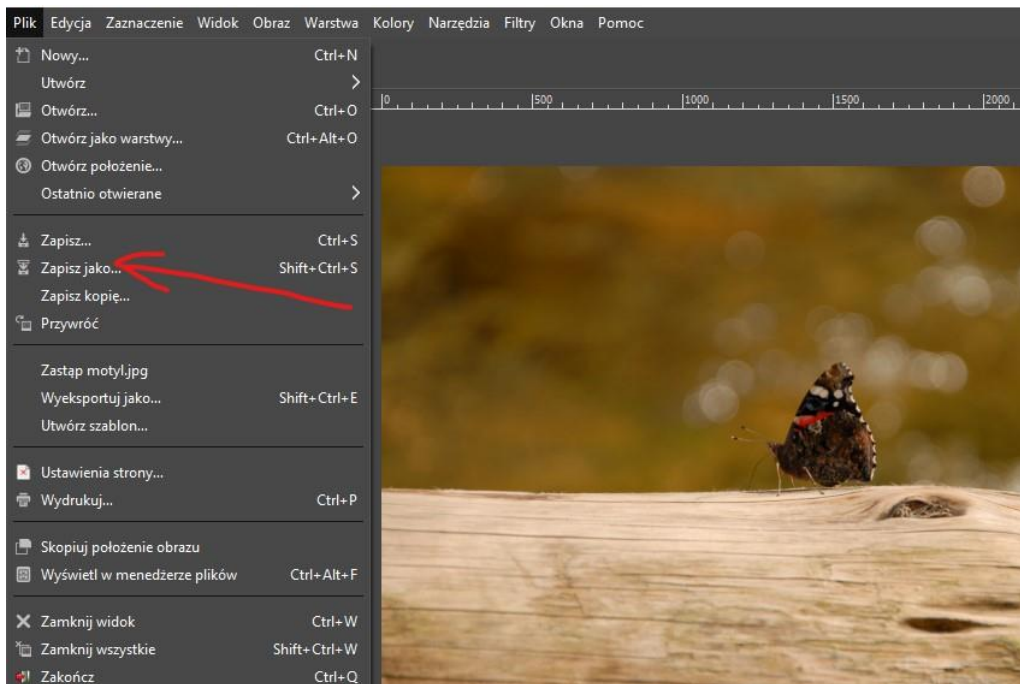 Plik Edycja Zaznaczenie Widok Obraz Warstwa Kolory Narzędzia Filtry Okna Pomoc
Nowy... Ctrl+N
Utwórz
Otwórz... Ctrl+O
Otwórz jako warstwy... Ctrl+Alt+O
Otwórz położenie...
Ostatnio otwierane
Zapisz... Ctrl+S
Zapisz jako... Shift+Ctrl+S
Zapisz kopię...
Przywróć
Zastąp motyl.jpg
Wyeksportuj jako... Shift+Ctrl+E
Utwórz szablon...
Ustawienia strony...
Wydrukuj... Ctrl+P
Skopiuj położenie obrazu
Wyświetl w menedżerze plików Ctrl+Alt+F
Zamknij widok Ctrl+W
Zamknij wszystkie Shift+Ctrl+W
Zakończ Ctrl+Q
0 500 1000 1500 2000